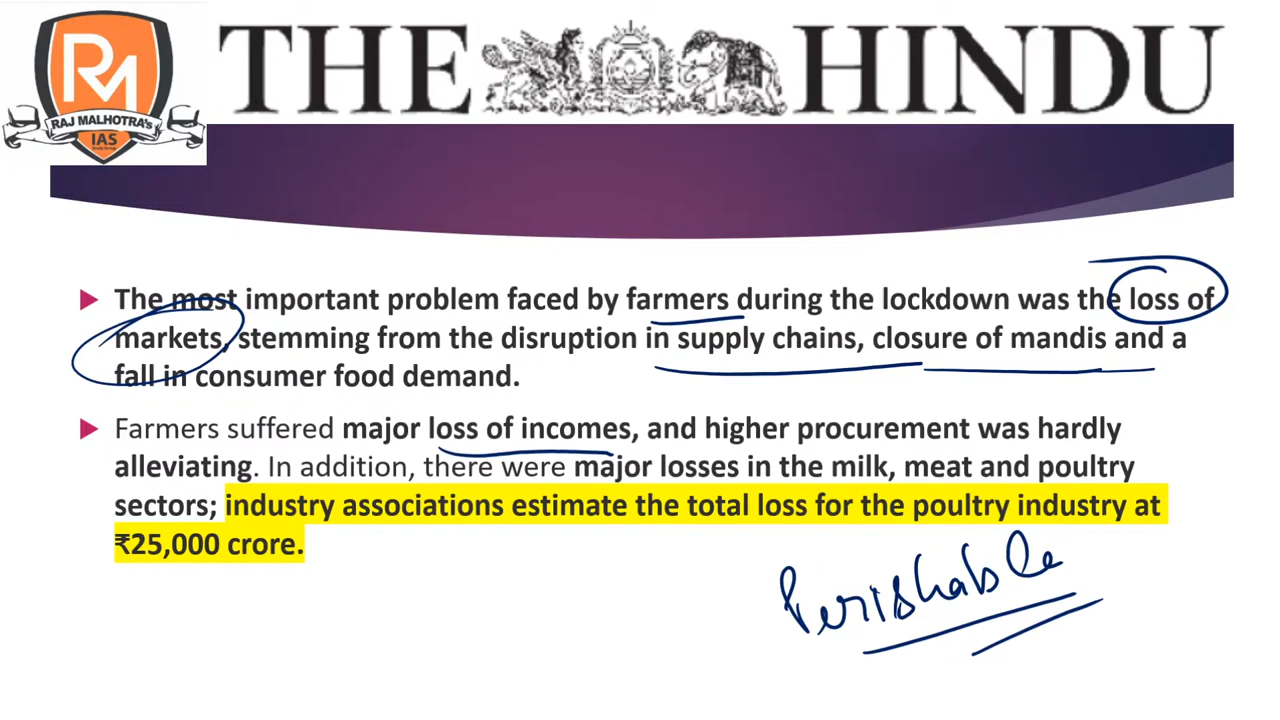 THE HINDU
RM
RAJ MALHOTRA'S
IAS
The most important problem faced by farmers during the lockdown was the loss of
markets, stemming from the disruption in supply chains, closure of mandis and a
fall in consumer food demand.
Farmers suffered major loss of incomes, and higher procurement was hardly
alleviating. In addition, there were major losses in the milk, meat and poultry
sectors; industry associations estimate the total loss for the poultry industry at
₹25,000 crore.
Perishable